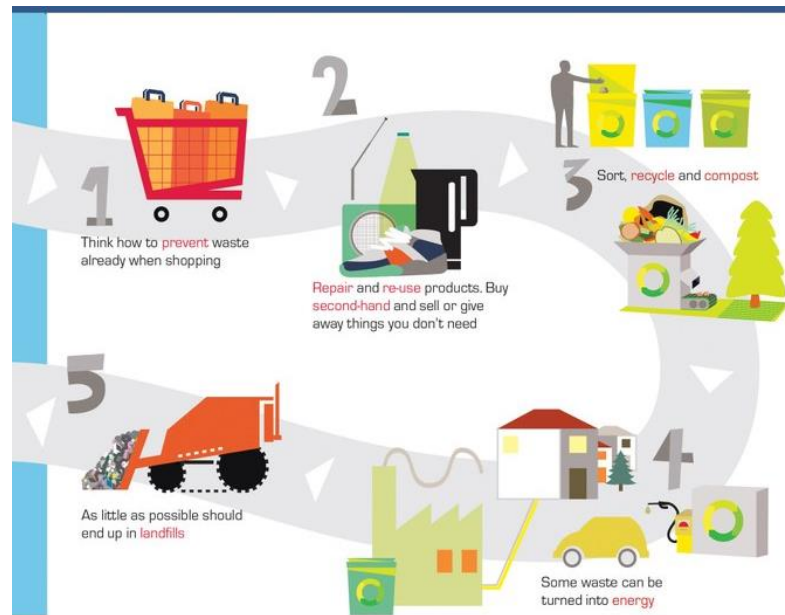 1
Think how to prevent waste
already when shopping
2
Repair and re-use products. Buy
second-hand and sell or give
away things you don't need
3
Sort, recycle and compost
4
Some waste can be
turned into energy
5
As little as possible should
end up in landfills